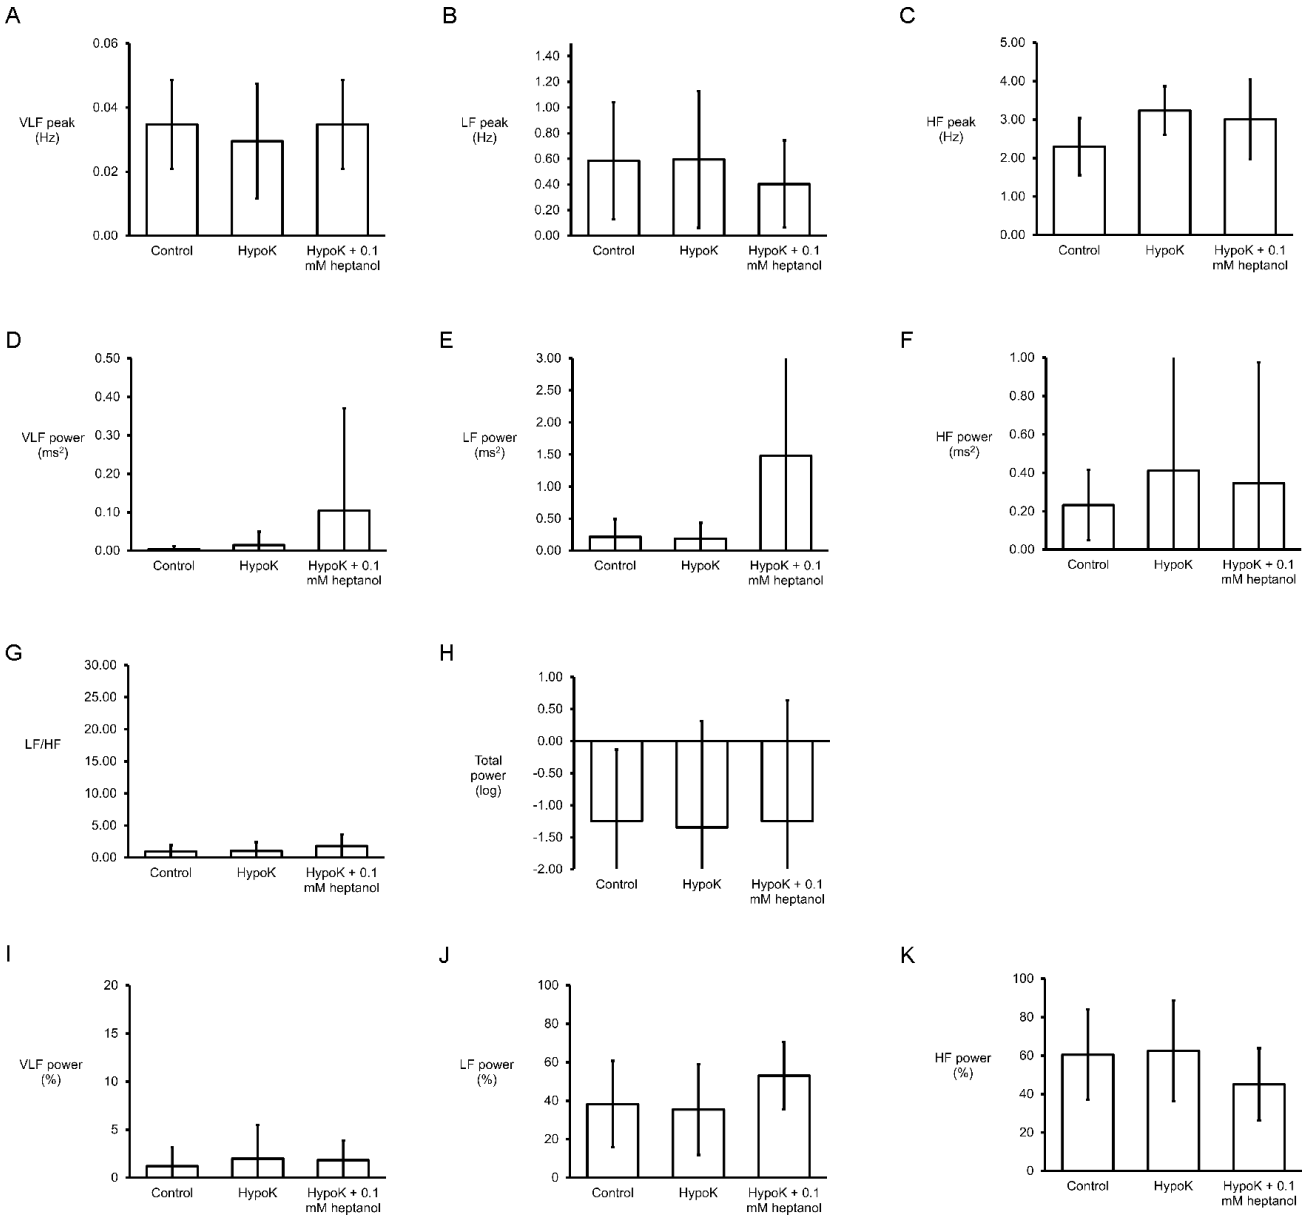 A
0.06
0.04
0.02
0.00
VLF peak
(Hz)
Control
HypoK
HypoK + 0.1
mM heptanol
B
1.40
1.20
1.00
0.80
0.60
0.40
0.20
0.00
LF peak
(Hz)
Control
HypoK
HypoK + 0.1
mM heptanol
C
5.00
4.00
3.00
2.00
1.00
0.00
HF peak
(Hz)
Control
HypoK
HypoK + 0.1
mM heptanol
D
0.50
0.40
0.30
0.20
0.10
0.00
VLF power
(ms²)
Control
HypoK
HypoK + 0.1
mM heptanol
E
3.00
2.00
1.50
1.00
0.50
0.00
LF power
(ms²)
Control
HypoK
HypoK + 0.1
mM heptanol
F
1.00
0.80
0.60
0.40
0.20
0.00
HF power
(ms²)
Control
HypoK
HypoK + 0.1
mM heptanol
G
30.00
25.00
20.00
15.00
10.00
5.00
0.00
LF/HF
Control
HypoK
HypoK + 0.1
mM heptanol
H
1.00
0.50
0.00
-0.50
-1.00
-1.50
-2.00
Total
power
(log)
Control
HypoK
HypoK + 0.1
mM heptanol
I
20
15
10
5
0
VLF power
(%)
Control
HypoK
HypoK + 0.1
mM heptanol
J
100
80
60
40
20
0
LF power
(%)
Control
HypoK
HypoK + 0.1
mM heptanol
K
100
80
60
40
20
0
HF power
(%)
Control
HypoK
HypoK + 0.1
mM heptanol